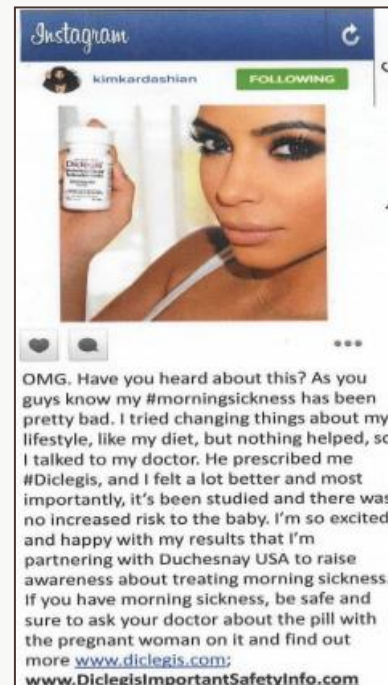 Instagram
kimkardashian
FOLLOWING
Diclegis
OMG. Have you heard about this? As you
guys know my #morningsickness has been
pretty bad. I tried changing things about my
lifestyle, like my diet, but nothing helped, so
I talked to my doctor. He prescribed me
#Diclegis, and I felt a lot better and most
importantly, it's been studied and there was
no increased risk to the baby. I'm so excited
and happy with my results that I'm
partnering with Duchesnay USA to raise
awareness about treating morning sickness.
If you have morning sickness, be safe and
sure to ask your doctor about the pill with
the pregnant woman on it and find out
more www.diclegis.com;
www.DiclegisImportantSafetyInfo.com